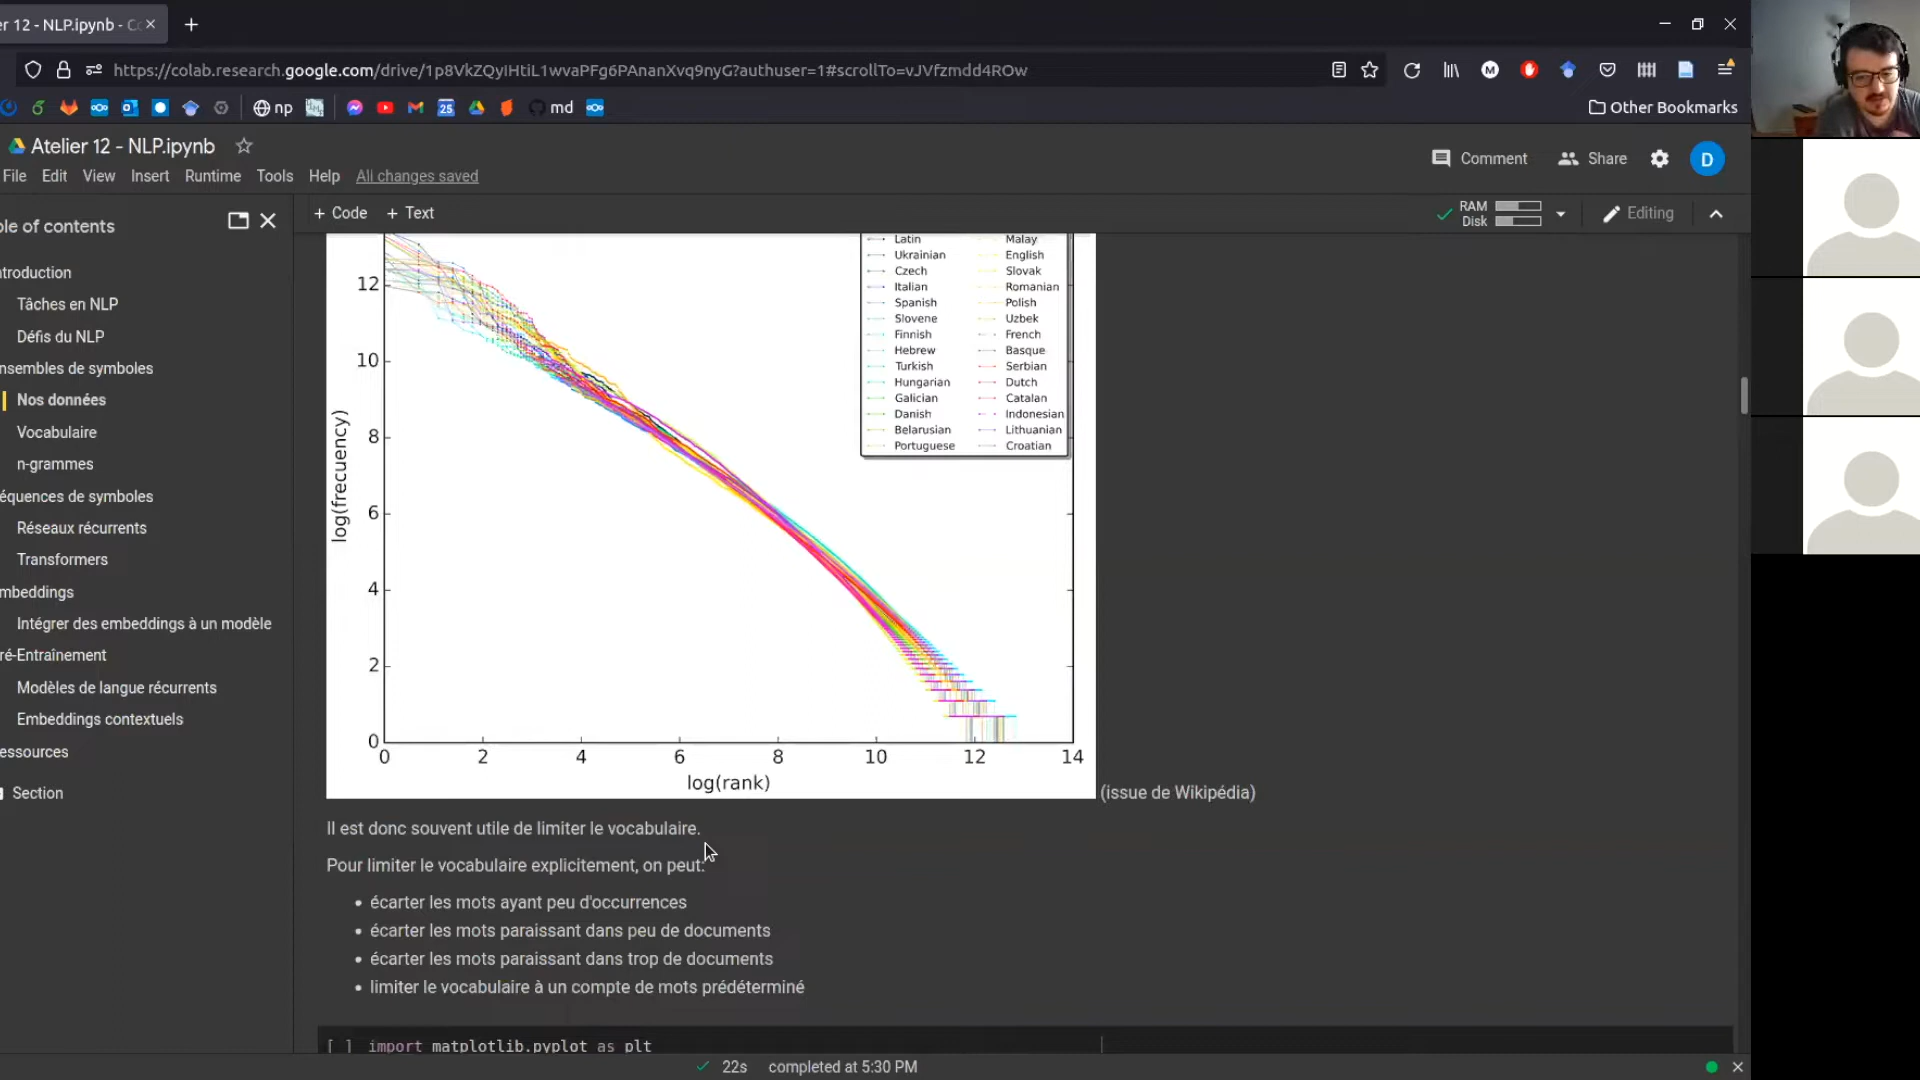 er 12 - NLP.ipynb - C
https://colab.research.google.com/drive/1p8VkZQyIHtiL1wvaPFg6PAnanXvq9nyG?authuser=1#scrollTo=vJVfzmdd4ROw
np
25
md
Other Bookmarks
Atelier 12 - NLP.ipynb
Comment
Share
D
File Edit View Insert Runtime Tools Help All changes saved
ble of contents
+ Code + Text
RAM
Disk
Editing
ntroduction
Tâches en NLP
Défis du NLP
nsembles de symboles
Nos données
Vocabulaire
n-grammes
équences de symboles
Réseaux récurrents
Transformers
mbeddings
Intégrer des embeddings à un modèle
ré-Entraînement
Modèles de langue récurrents
Embeddings contextuels
essources
Section
Latin Malay
Ukrainian English
Czech Slovak
Italian Romanian
Spanish Polish
Slovene Uzbek
Finnish French
Hebrew Basque
Turkish Serbian
Hungarian Dutch
Galician Catalan
Danish Indonesian
Belarusian Lithuanian
Portuguese Croatian
log(frecuency)
12
10
8
6
4
2
0
0 2 4 6 8 10 12 14
log(rank)
(issue de Wikipédia)
Il est donc souvent utile de limiter le vocabulaire.
Pour limiter le vocabulaire explicitement, on peut:
• écarter les mots ayant peu d'occurrences
• écarter les mots paraissant dans peu de documents
• écarter les mots paraissant dans trop de documents
• limiter le vocabulaire à un compte de mots prédéterminé
[ ] import matplotlib.pyplot as plt
22s completed at 5:30 PM